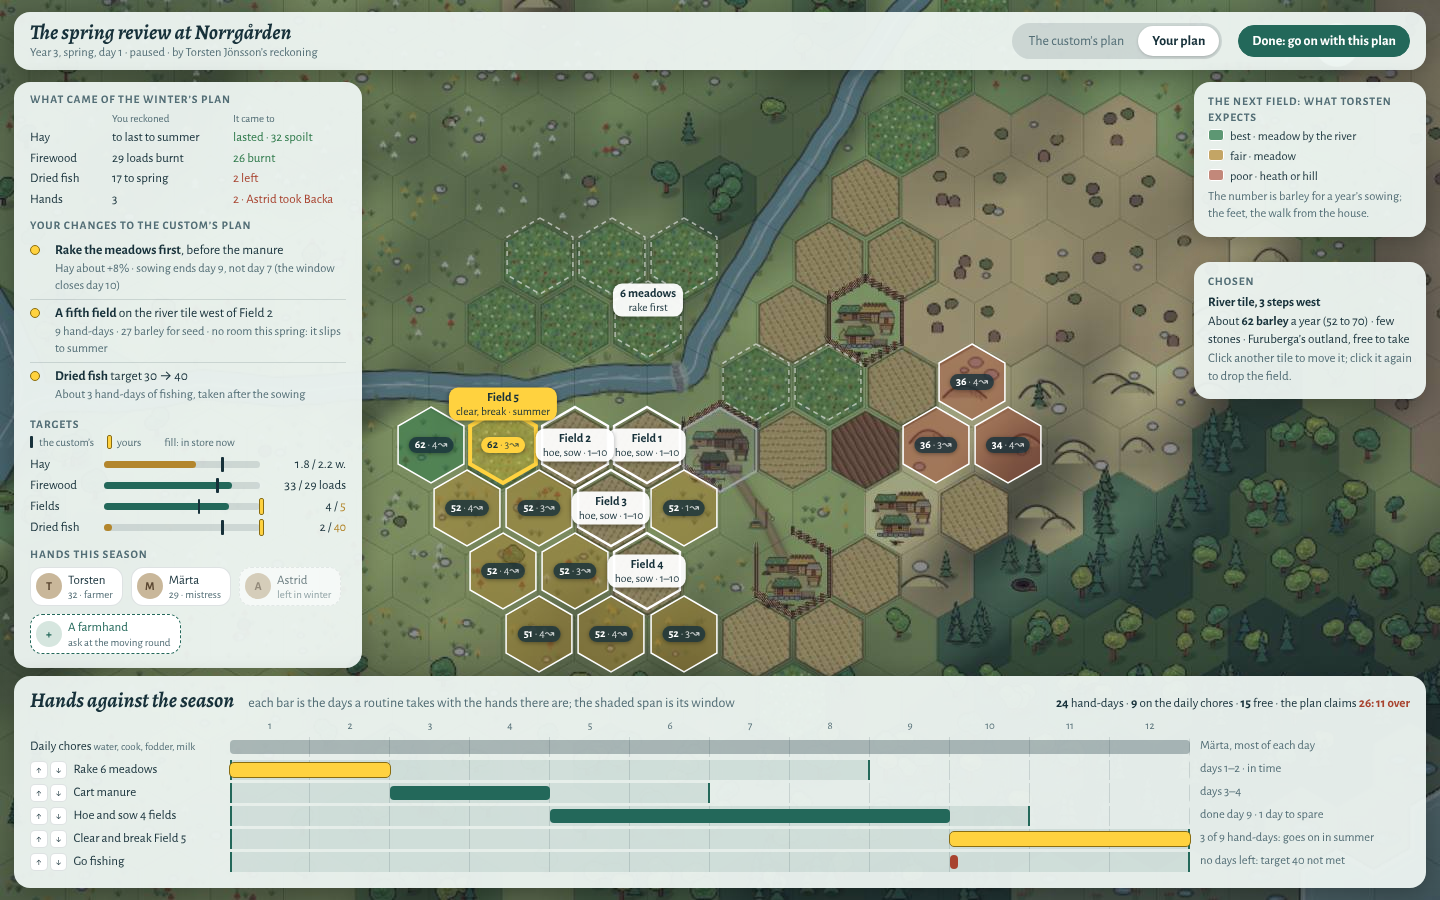 The spring review at Norrgården
Year 3, spring, day 1 · paused · by Torsten Jönsson's reckoning
The custom's plan
Your plan
Done: go on with this plan
WHAT CAME OF THE WINTER'S PLAN
You reckoned
It came to
Hay
to last to summer
lasted · 32 spoilt
Firewood
29 loads burnt
26 burnt
Dried fish
17 to spring
2 left
Hands
3
2 · Astrid took Backa
YOUR CHANGES TO THE CUSTOM'S PLAN
Rake the meadows first, before the manure
Hay about +8% · sowing ends day 9, not day 7 (the window
closes day 10)
A fifth field on the river tile west of Field 2
9 hand-days · 27 barley for seed · no room this spring: it slips
to summer
Dried fish target 30 → 40
About 3 hand-days of fishing, taken after the sowing
TARGETS
the custom's
yours
fill: in store now
Hay
1.8 / 2.2 w.
Firewood
33 / 29 loads
Fields
4 / 5
Dried fish
2 / 40
HANDS THIS SEASON
T
Torsten
32 · farmer
M
Märta
29 · mistress
A
Astrid
left in winter
+
A farmhand
ask at the moving round
6 meadows
rake first
Field 5
clear, break · summer
Field 2
hoe, sow · 1–10
Field 1
hoe, sow · 1–10
Field 3
hoe, sow · 1–10
Field 4
hoe, sow · 1–10
36 · 4
62 · 4
62 · 3
36 · 3
34 · 4
52 · 4
52 · 3
52 · 1
52 · 4
52 · 3
51 · 4
52 · 4
52 · 3
THE NEXT FIELD: WHAT TORSTEN
EXPECTS
best · meadow by the river
fair · meadow
poor · heath or hill
The number is barley for a year's sowing;
the feet, the walk from the house.
CHOSEN
River tile, 3 steps west
About 62 barley a year (52 to 70) · few
stones · Furuberga's outland, free to take
Click another tile to move it; click it again
to drop the field.
Hands against the season
each bar is the days a routine takes with the hands there are; the shaded span is its window
24 hand-days · 9 on the daily chores · 15 free · the plan claims 26: 11 over
1 2 3 4 5 6 7 8 9 10 11 12
Daily chores water, cook, fodder, milk
Märta, most of each day
↑ ↓ Rake 6 meadows
days 1–2 · in time
↑ ↓ Cart manure
days 3–4
↑ ↓ Hoe and sow 4 fields
done day 9 · 1 day to spare
↑ ↓ Clear and break Field 5
3 of 9 hand-days: goes on in summer
↑ ↓ Go fishing
no days left: target 40 not met